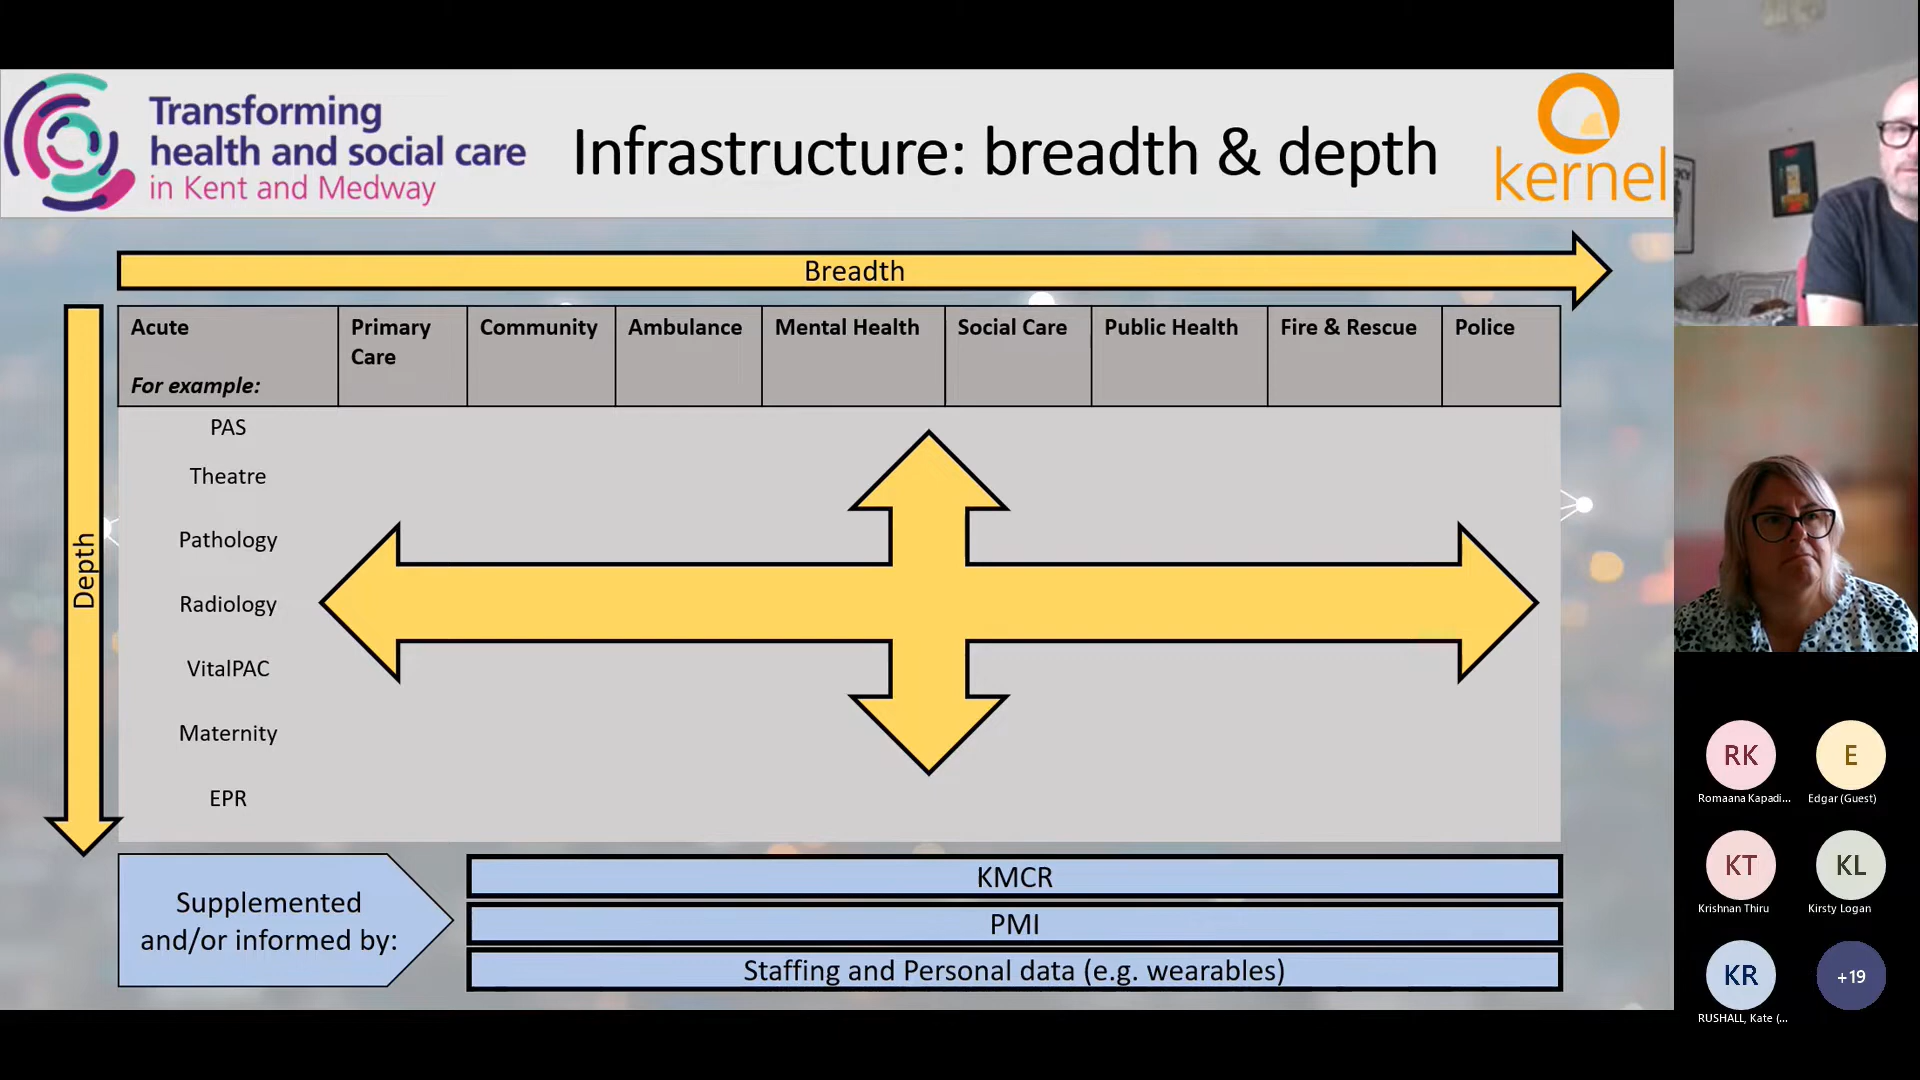 Transforming
health and social care
in Kent and Medway
Infrastructure: breadth & depth
kernel
Breadth
Depth
Acute
For example:
Primary
Care
Community
Ambulance
Mental Health
Social Care
Public Health
Fire & Rescue
Police
PAS
Theatre
Pathology
Radiology
VitalPAC
Maternity
EPR
Supplemented
and/or informed by:
KMCR
PMI
Staffing and Personal data (e.g. wearables)
RK
Romaana Kapadi...
E
Edgar (Guest)
KT
Krishnan Thiru
KL
Kirsty Logan
KR
RUSHALL, Kate (...
+19